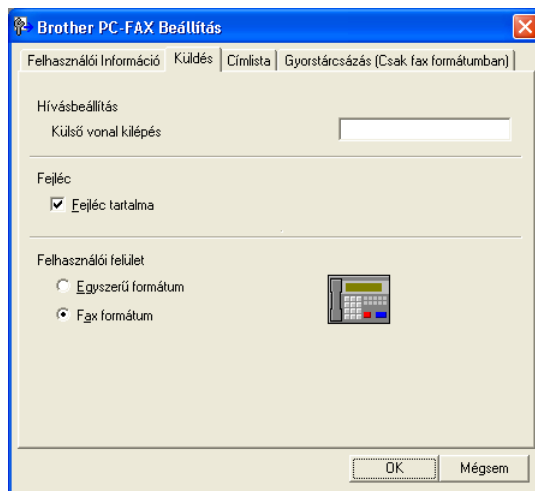 Brother PC-FAX Beállítás
Felhasználói Információ Küldés Címlista Gyorstárcsázás (Csak fax formátumban)
Hívásbeállítás
Külső vonal kilépés
Fejléc
Fejléc tartalma
Felhasználói felület
Egyszerű formátum
Fax formátum
OK Mégsem